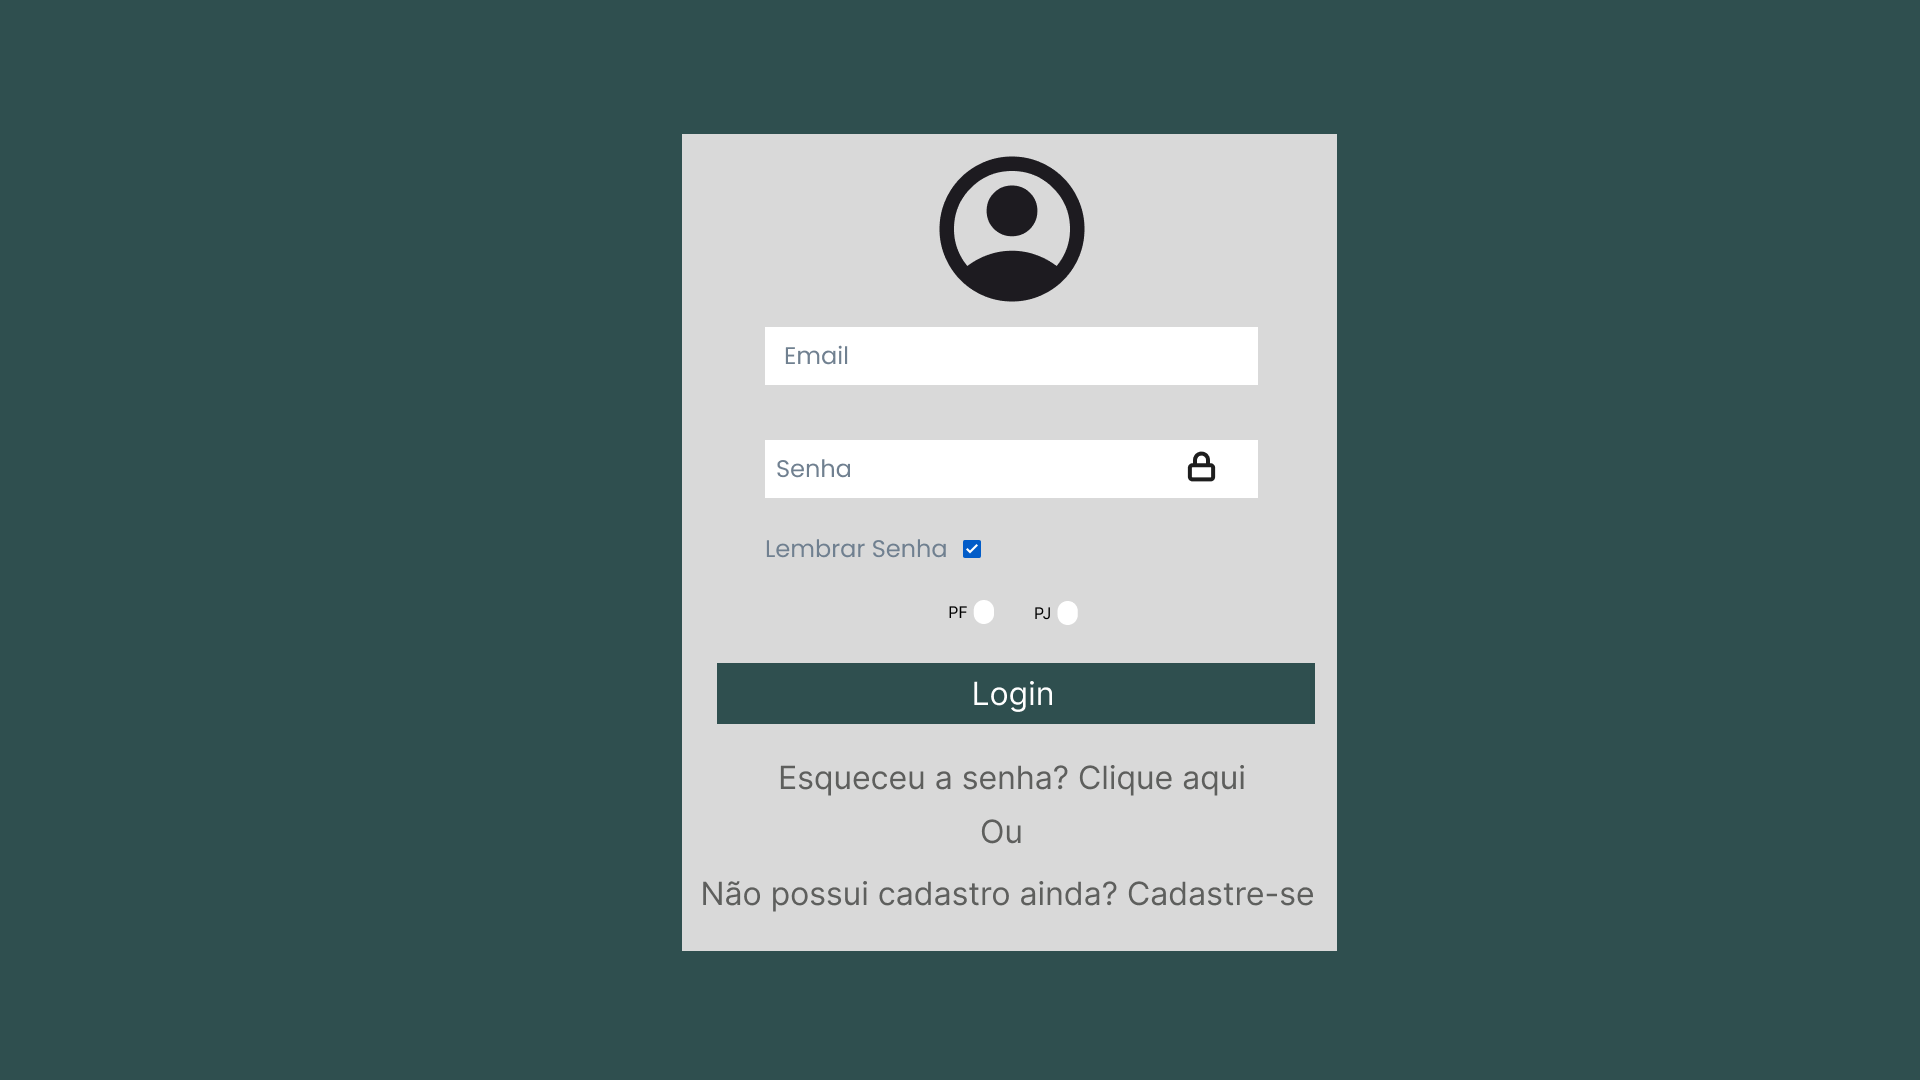 Email
Senha
Lembrar Senha
PF PJ
Login
Esqueceu a senha? Clique aqui
Ou
Não possui cadastro ainda? Cadastre-se